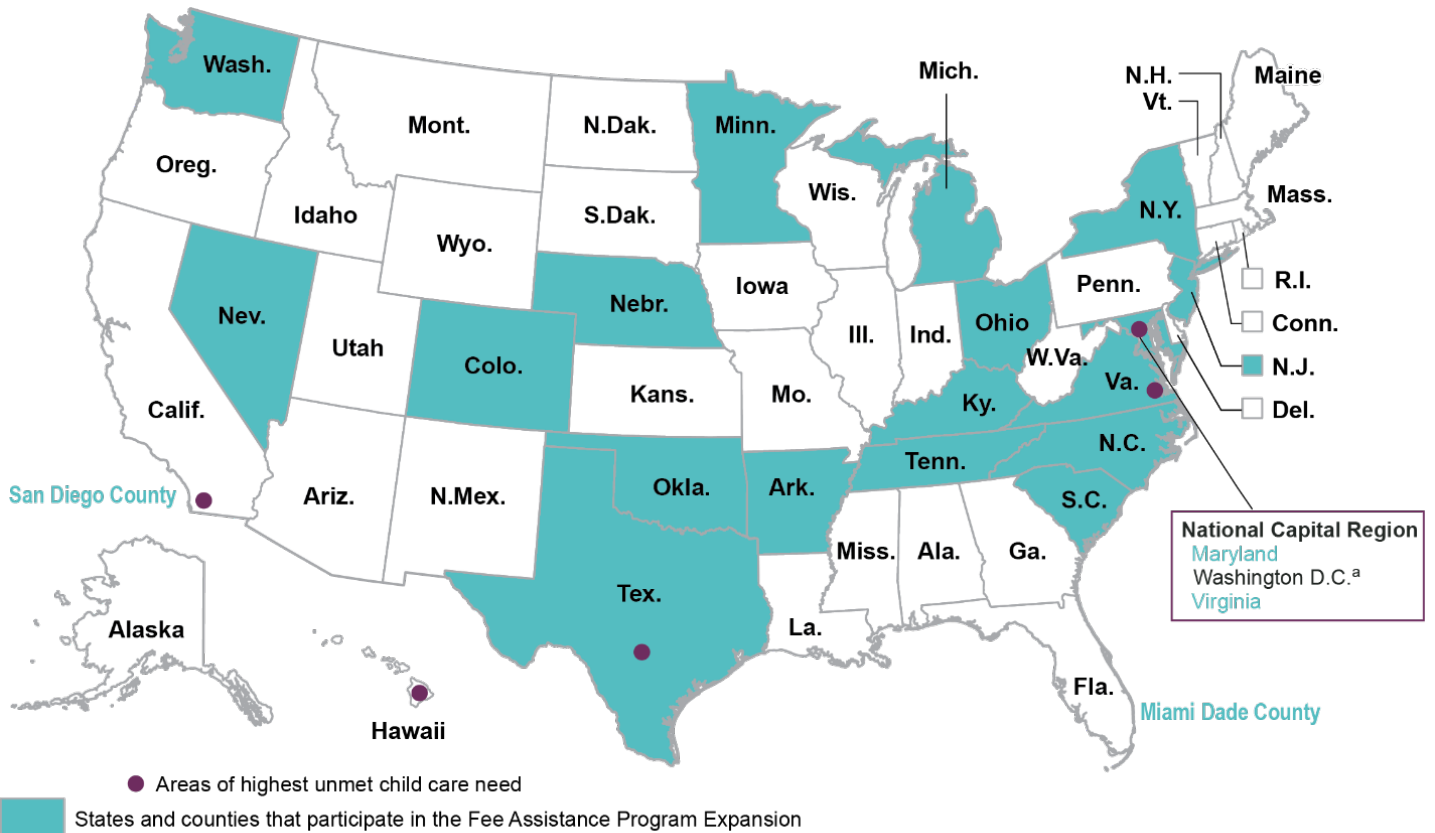 Mich.
N.H.
Maine
Vt.
Wash.
Mont.
N.Dak.
Minn.
Oreg.
Wis.
Mass.
Idaho
S.Dak.
N.Y.
Wyo.
Iowa
Penn.
R.I.
Nebr.
Nev.
Ohio
Conn.
Utah
Ill.
Ind.
W.Va.
N.J.
Colo.
Va.
Kans.
Mo.
Ky.
Calif.
Del.
N.C.
Tenn.
San Diego County
Ariz.
N.Mex.
Okla.
Ark.
S.C.
National Capital Region
Maryland
Washington D.C.ª
Virginia
Miss.
Ala.
Ga.
Tex.
Alaska
La.
Fla.
Miami Dade County
Hawaii
Areas of highest unmet child care need
States and counties that participate in the Fee Assistance Program Expansion